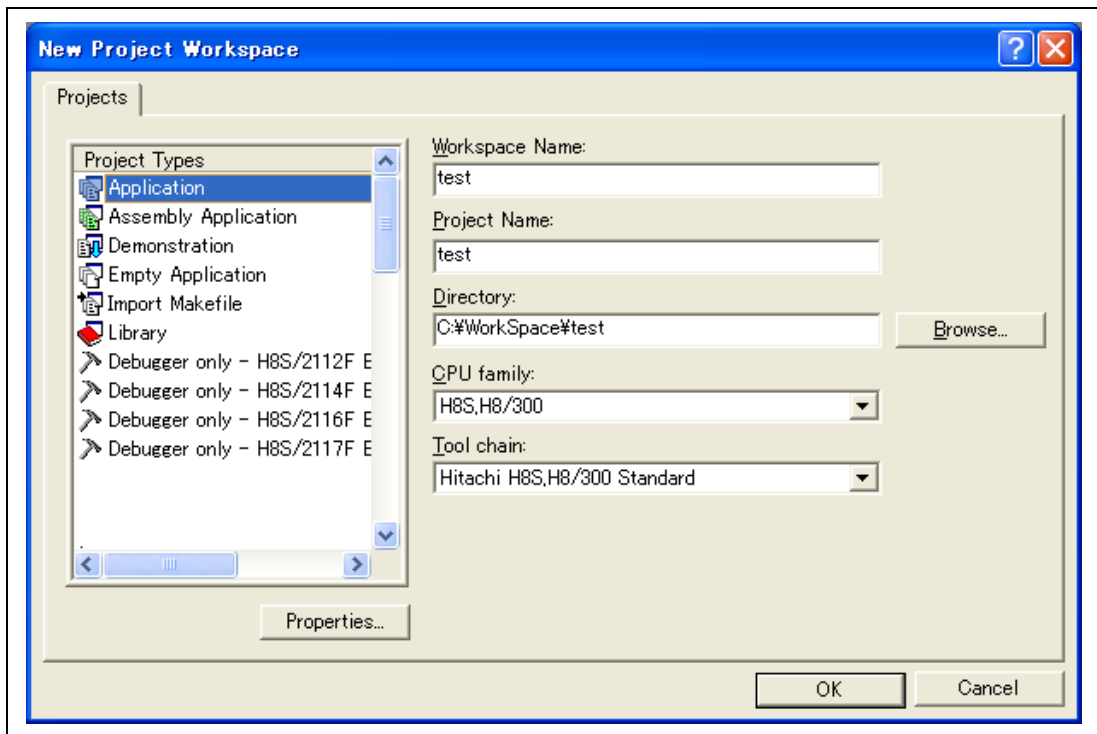 New Project Workspace
Projects
Project Types
Application
Assembly Application
Demonstration
Empty Application
Import Makefile
Library
Debugger only - H8S/2112F E
Debugger only - H8S/2114F E
Debugger only - H8S/2116F E
Debugger only - H8S/2117F E
Properties...
Workspace Name:
test
Project Name:
test
Directory:
C:¥WorkSpace¥test
Browse...
CPU family:
H8S,H8/300
Tool chain:
Hitachi H8S,H8/300 Standard
OK
Cancel